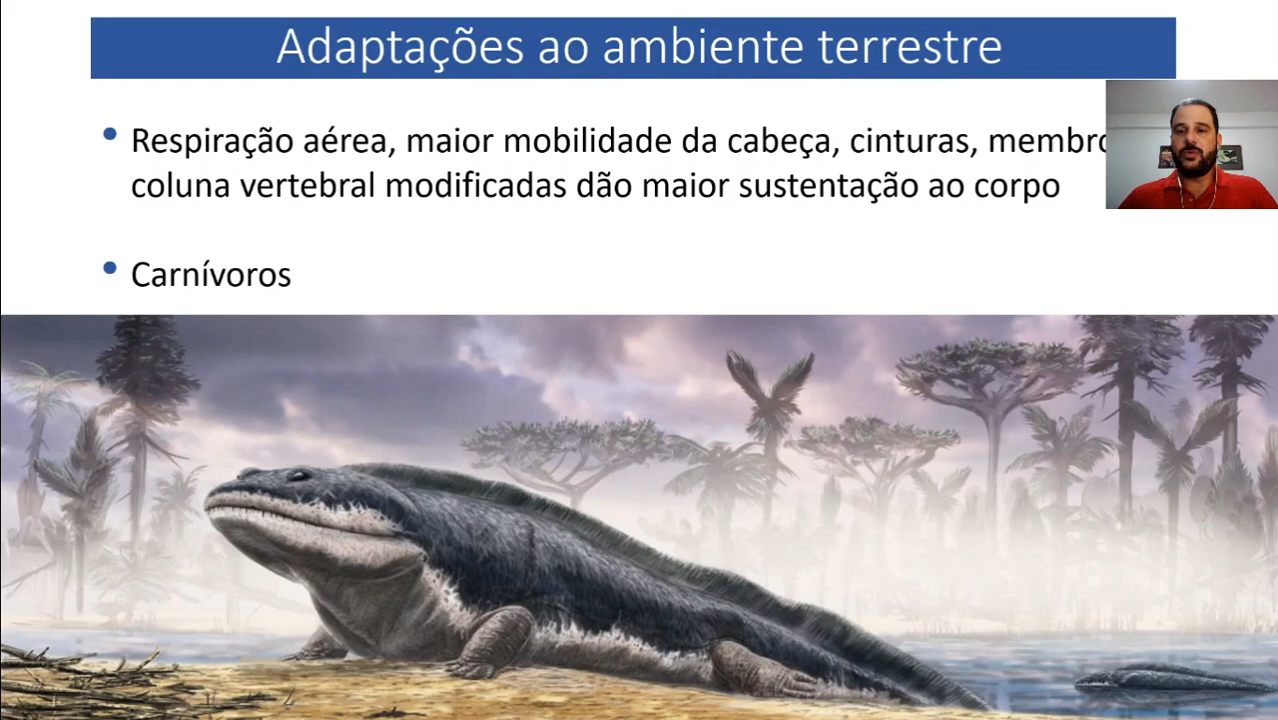 Adaptações ao ambiente terrestre
• Respiração aérea, maior mobilidade da cabeça, cinturas,
coluna vertebral modificadas dão maior sustentação ao corpo
• Carnívoros